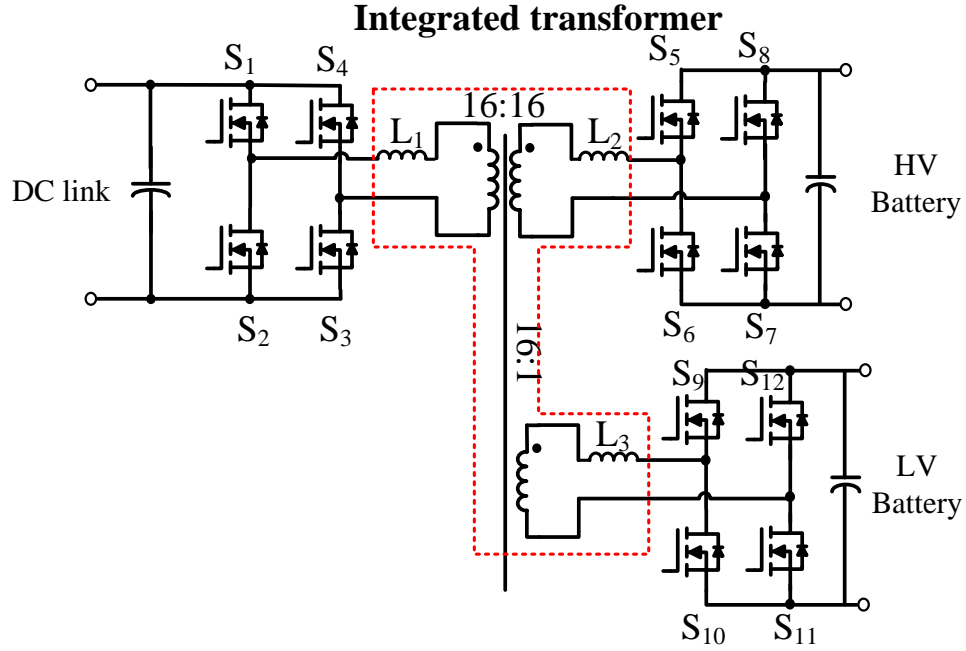 Integrated transformer
S1
S4
S5
S8
16:16
L1
L2
DC link
HV
Battery
S2
S3
S6
S7
16:1
S9
S12
L3
LV
Battery
S10
S11